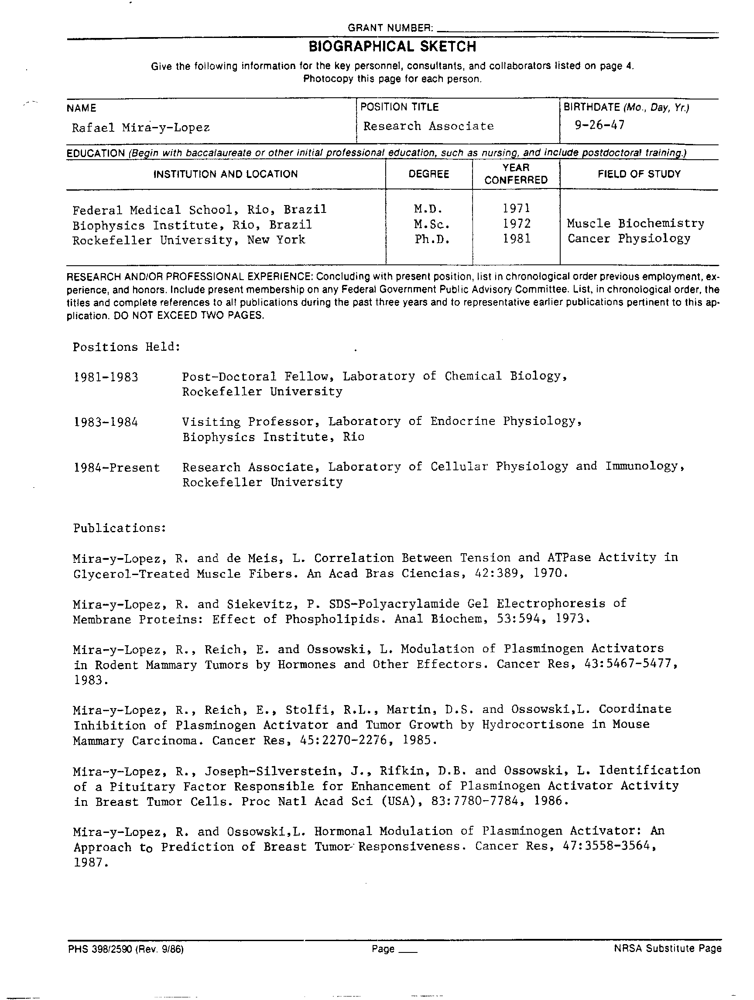 GRANT NUMBER:
BIOGRAPHICAL SKETCH
Give the following information for the key personnel, consultants, and collaborators listed on page 4.
Photocopy this page for each person.
NAME POSITION TITLE BIRTHDATE (Mo., Day, Yr.)
Rafael Mira-y-Lopez Research Associate 9-26-47
EDUCATION (Begin with baccalaureate or other initial professional education, such as nursing, and include postdoctoral training.)
INSTITUTION AND LOCATION DEGREE YEAR CONFERRED FIELD OF STUDY
Federal Medical School, Rio, Brazil M.D. 1971
Biophysics Institute, Rio, Brazil M.Sc. 1972 Muscle Biochemistry
Rockefeller University, New York Ph.D. 1981 Cancer Physiology
RESEARCH AND/OR PROFESSIONAL EXPERIENCE: Concluding with present position, list in chronological order previous employment, ex-
perience, and honors. Include present membership on any Federal Government Public Advisory Committee. List, in chronological order, the
titles and complete references to all publications during the past three years and to representative earlier publications pertinent to this ap-
plication. DO NOT EXCEED TWO PAGES.
Positions Held:
1981-1983 Post-Doctoral Fellow, Laboratory of Chemical Biology,
Rockefeller University
1983-1984 Visiting Professor, Laboratory of Endocrine Physiology,
Biophysics Institute, Rio
1984-Present Research Associate, Laboratory of Cellular Physiology and Immunology,
Rockefeller University
Publications:
Mira-y-Lopez, R. and de Meis, L. Correlation Between Tension and ATPase Activity in
Glycerol-Treated Muscle Fibers. An Acad Bras Ciencias, 42:389, 1970.
Mira-y-Lopez, R. and Siekevitz, P. SDS-Polyacrylamide Gel Electrophoresis of
Membrane Proteins: Effect of Phospholipids. Anal Biochem, 53:594, 1973.
Mira-y-Lopez, R., Reich, E. and Ossowski, L. Modulation of Plasminogen Activators
in Rodent Mammary Tumors by Hormones and Other Effectors. Cancer Res, 43:5467-5477,
1983.
Mira-y-Lopez, R., Reich, E., Stolfi, R.L., Martin, D.S. and Ossowski,L. Coordinate
Inhibition of Plasminogen Activator and Tumor Growth by Hydrocortisone in Mouse
Mammary Carcinoma. Cancer Res, 45:2270-2276, 1985.
Mira-y-Lopez, R., Joseph-Silverstein, J., Rifkin, D.B. and Ossowski, L. Identification
of a Pituitary Factor Responsible for Enhancement of Plasminogen Activator Activity
in Breast Tumor Cells. Proc Natl Acad Sci (USA), 83:7780-7784, 1986.
Mira-y-Lopez, R. and Ossowski,L. Hormonal Modulation of Plasminogen Activator: An
Approach to Prediction of Breast Tumor Responsiveness. Cancer Res, 47:3558-3564,
1987.
PHS 398/2590 (Rev. 9/86) Page NRSA Substitute Page